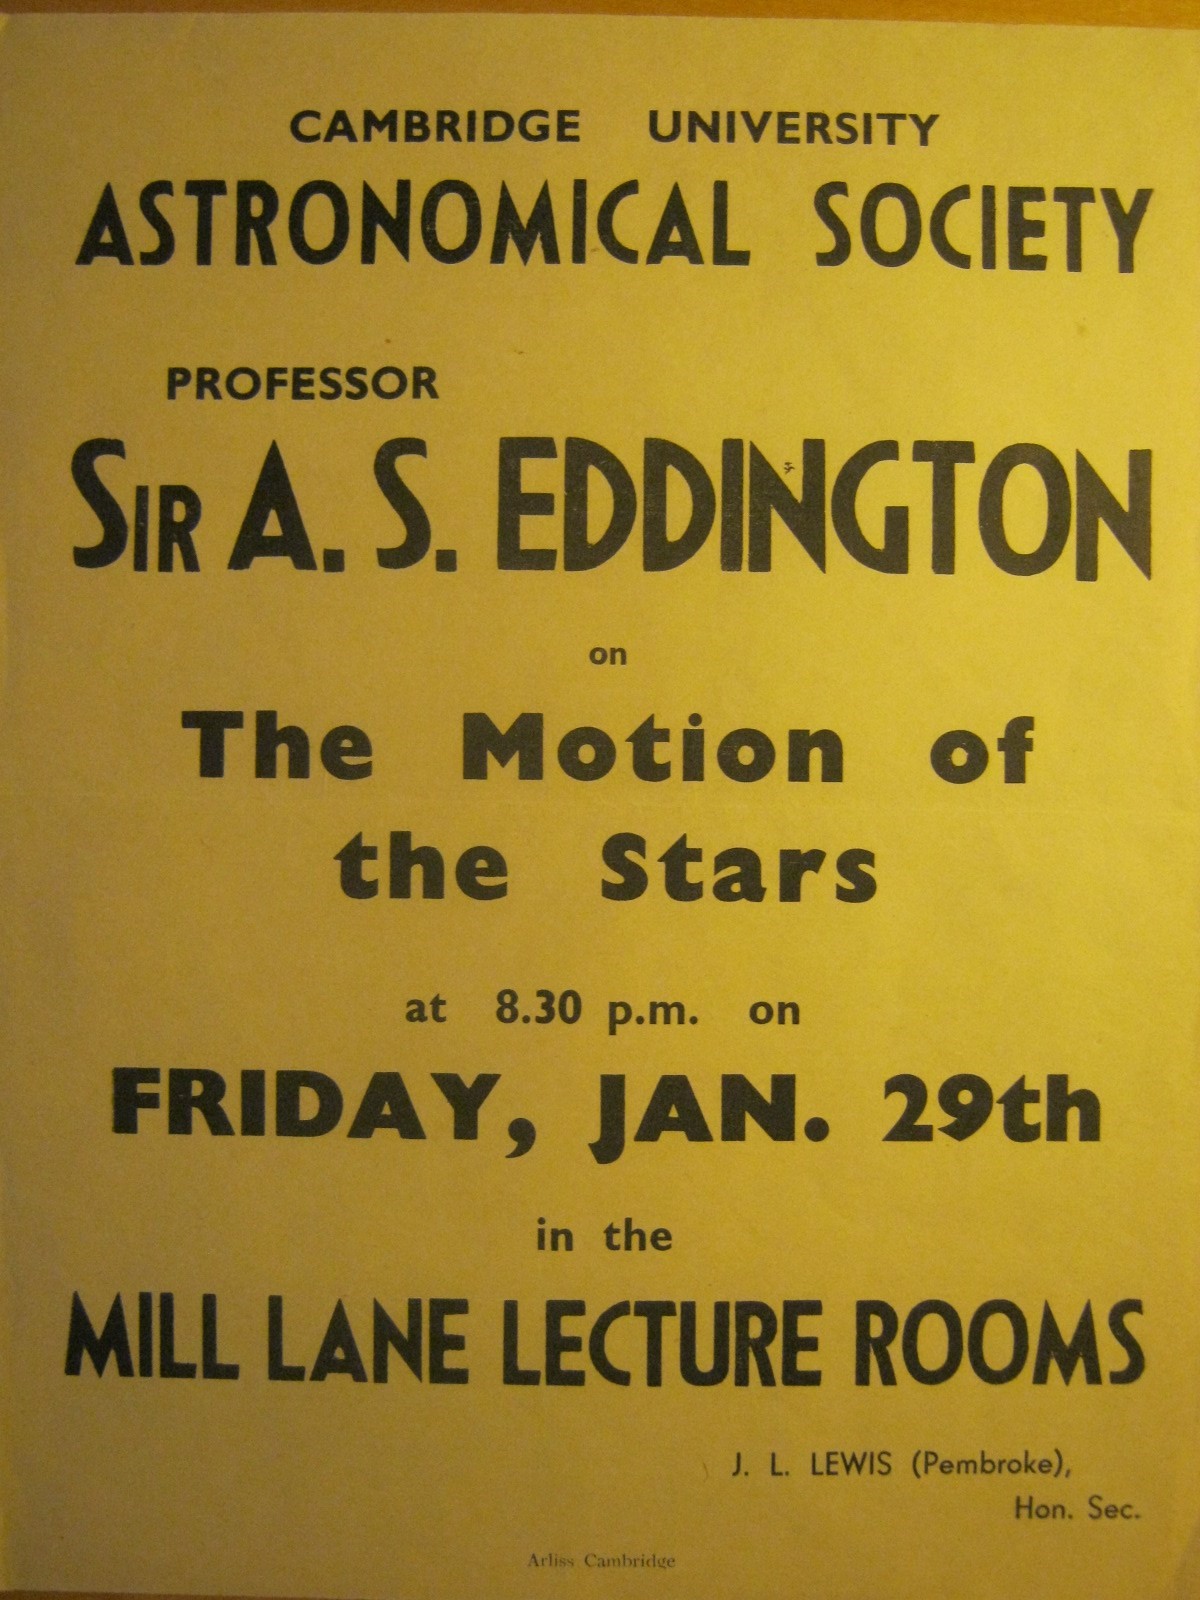 CAMBRIDGE UNIVERSITY
ASTRONOMICAL SOCIETY
PROFESSOR
SIR A. S. EDDINGTON
on
The Motion of
the Stars
at 8.30 p.m. on
FRIDAY, JAN. 29th
in the
MILL LANE LECTURE ROOMS
J. L. LEWIS (Pembroke),
Hon. Sec.
Arliss Cambridge